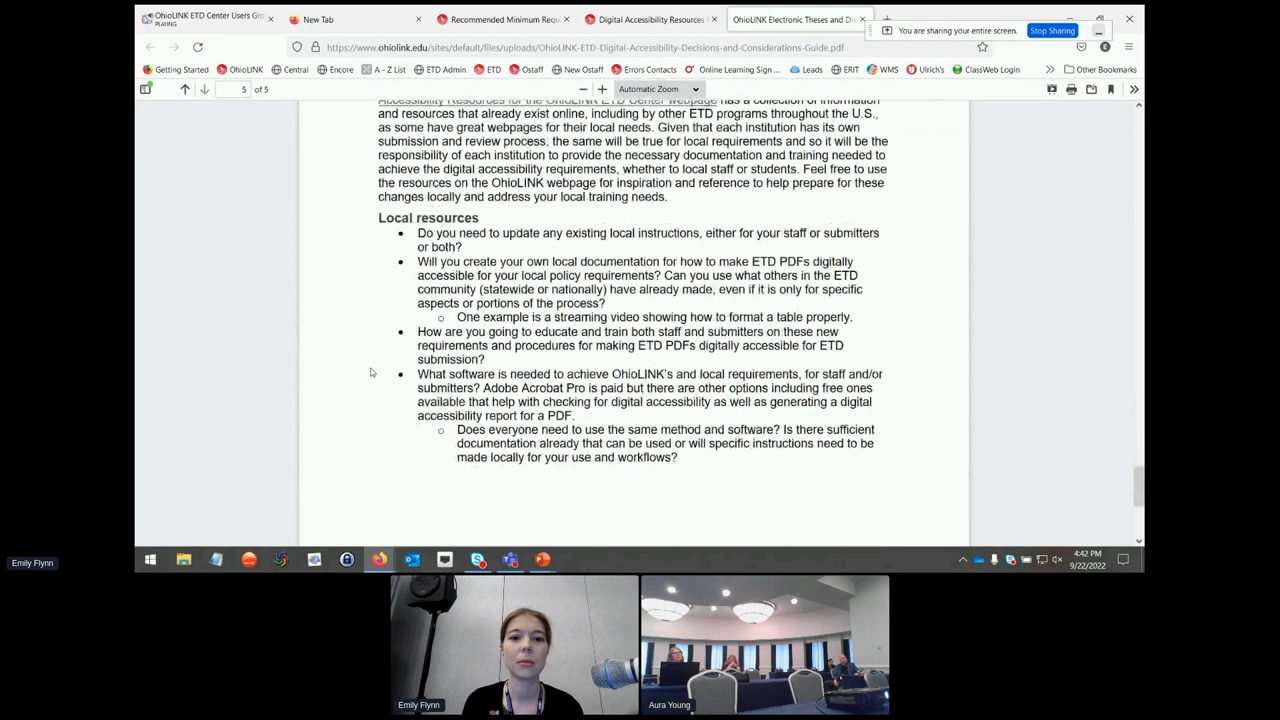 OhioLINK ETD Center Users Gro
PLAYING
New Tab
Recommended Minimum Requ
Digital Accessibility Resources
OhioLINK Electronic Theses and Di
You are sharing your entire screen.
Stop Sharing
https://www.ohiolink.edu/sites/default/files/uploads/OhioLINK-ETD-Digital-Accessibility-Decisions-and-Considerations-Guide.pdf
Getting Started
OhioLINK
Central
Encore
A - Z List
ETD Admin
ETD
Ostaff
New Ostaff
Errors Contacts
Online Learning Sign ...
Leads
ERIT
WMS
Ulrich's
ClassWeb Login
Other Bookmarks
5 of 5
Automatic Zoom
Accessibility Resources for the OhioLINK ETD Center webpage has a collection of information
and resources that already exist online, including by other ETD programs throughout the U.S.,
as some have great webpages for their local needs. Given that each institution has its own
submission and review process, the same will be true for local requirements and so it will be the
responsibility of each institution to provide the necessary documentation and training needed to
achieve the digital accessibility requirements, whether to local staff or students. Feel free to use
the resources on the OhioLINK webpage for inspiration and reference to help prepare for these
changes locally and address your local training needs.
Local resources
• Do you need to update any existing local instructions, either for your staff or submitters
or both?
• Will you create your own local documentation for how to make ETD PDFs digitally
accessible for your local policy requirements? Can you use what others in the ETD
community (statewide or nationally) have already made, even if it is only for specific
aspects or portions of the process?
o One example is a streaming video showing how to format a table properly.
• How are you going to educate and train both staff and submitters on these new
requirements and procedures for making ETD PDFs digitally accessible for ETD
submission?
• What software is needed to achieve OhioLINK's and local requirements, for staff and/or
submitters? Adobe Acrobat Pro is paid but there are other options including free ones
available that help with checking for digital accessibility as well as generating a digital
accessibility report for a PDF.
o Does everyone need to use the same method and software? Is there sufficient
documentation already that can be used or will specific instructions need to be
made locally for your use and workflows?
4:42 PM
9/22/2022
Emily Flynn
Emily Flynn
Aura Young